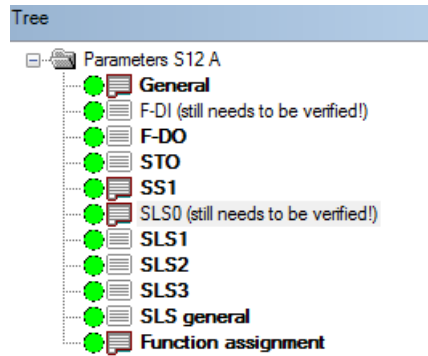 Tree
Parameters S12 A
General
F-DI (still needs to be verified!)
F-DO
STO
SS1
SLS0 (still needs to be verified!)
SLS1
SLS2
SLS3
SLS general
Function assignment